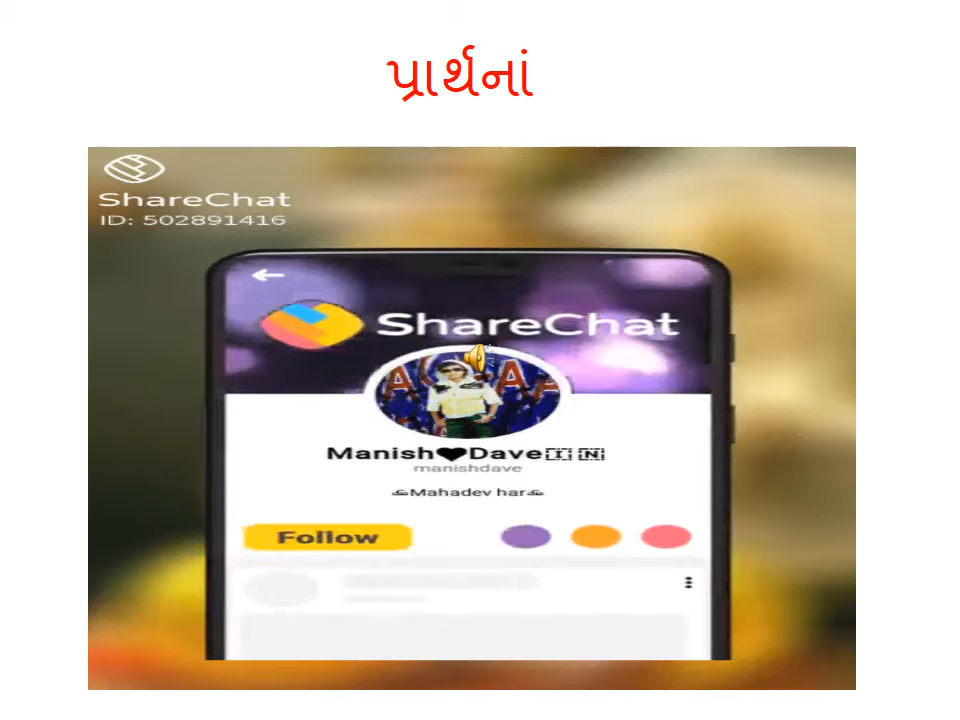 પ્રાર્થનાં
ShareChat
ID: 502891416
ShareChat
Manish🖤Dave🇮🇳
manishdave
🙏Mahadev har🙏
Follow